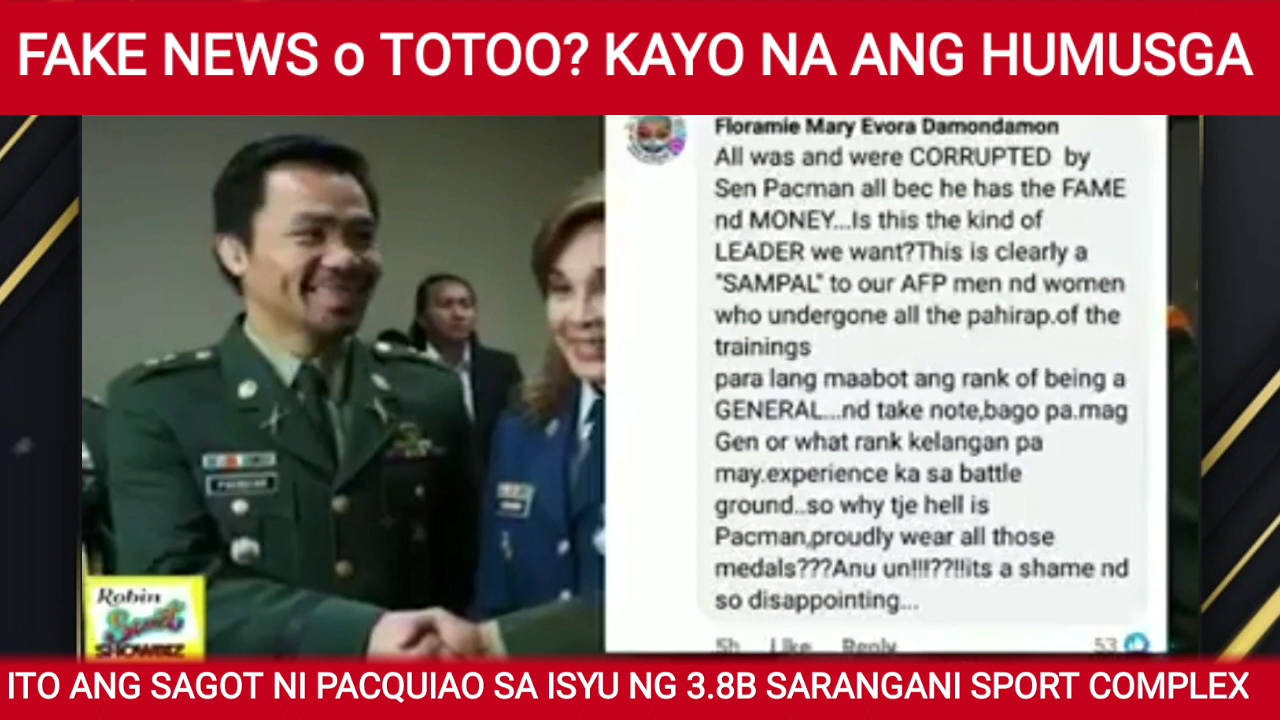 FAKE NEWS o TOTOO? KAYO NA ANG HUMUSGA
Floramie Mary Evora Damondamon
All was and were CORRUPTED by
Sen Pacman all bec he has the FAME
nd MONEY...Is this the kind of
LEADER we want?This is clearly a
"SAMPAL" to our AFP men nd women
who undergone all the pahirap.of the
trainings
para lang maabot ang rank of being a
GENERAL...nd take note,bago pa.mag
Gen or what rank kelangan pa
may.experience ka sa battle
ground..so why tje hell is
Pacman,proudly wear all those
medals???Anu un!!!??!!its a shame nd
so disappointing...
5h Like Reply 53
Robin
Sweet
SHOWBIZ
ITO ANG SAGOT NI PACQUIAO SA ISYU NG 3.8B SARANGANI SPORT COMPLEX